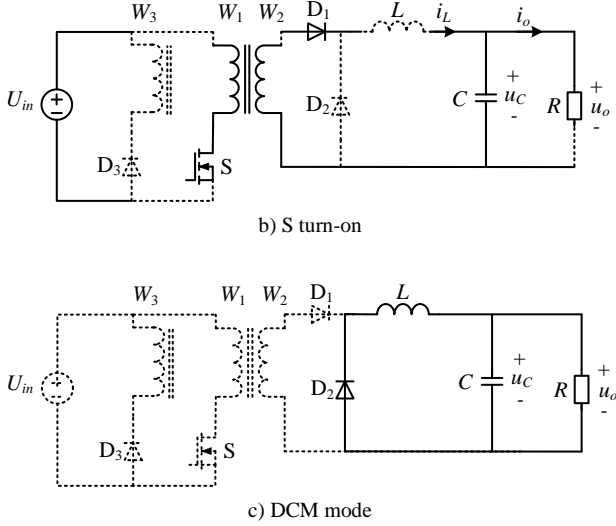 W3 W1 W2 D1 L iL io
Uin D3 S D2 C + uC - R + uo -
b) S turn-on
W3 W1 W2 D1 L
Uin D3 S D2 C + uC - R + uo -
c) DCM mode